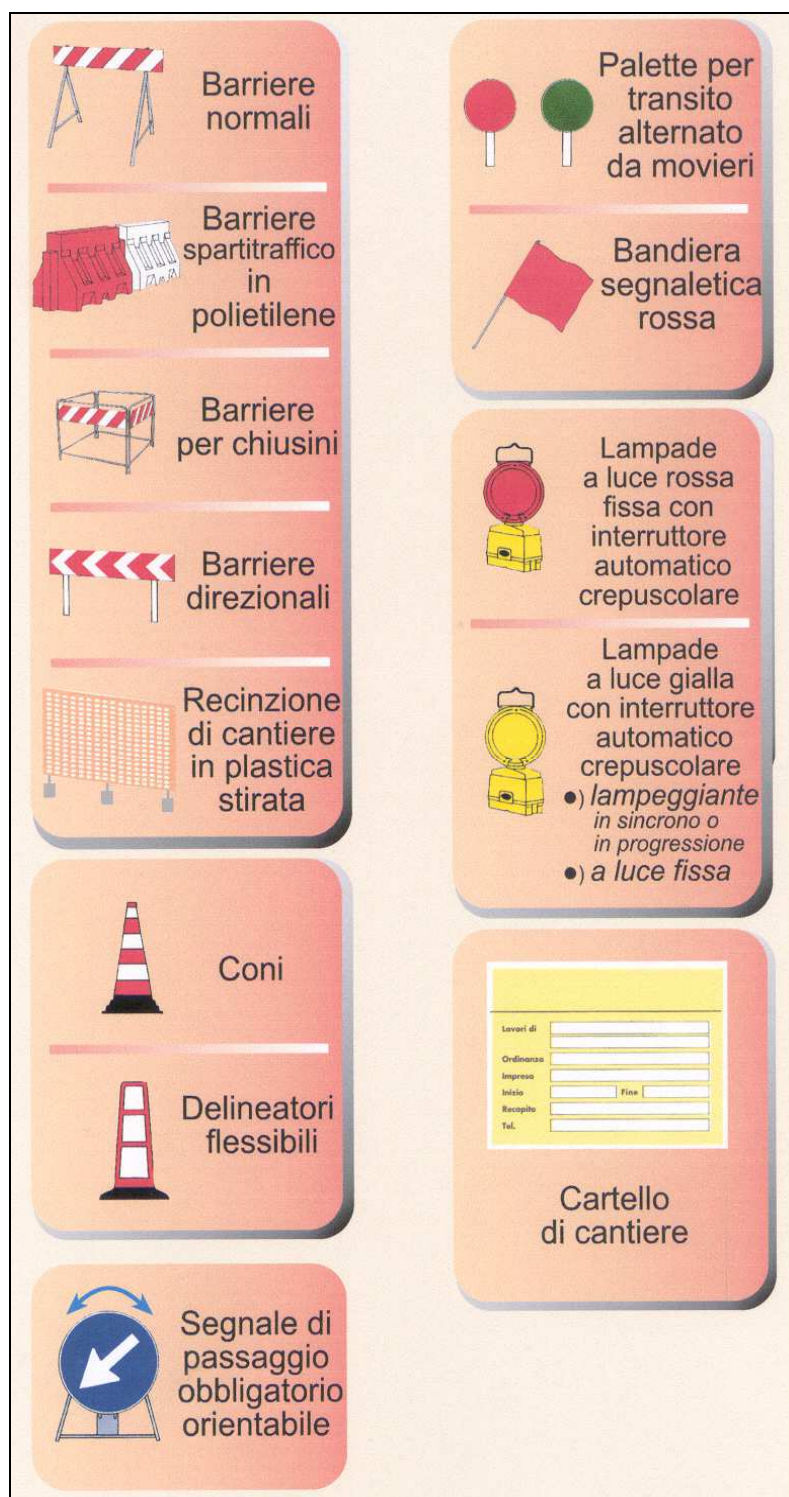 Barriere
normali
Barriere
spartitraffico
in
polietilene
Barriere
per chiusini
Barriere
direzionali
Recinzione
di cantiere
in plastica
stirata
Coni
Delineatori
flessibili
Segnale di
passaggio
obbligatorio
orientabile
Palette per
transito
alternato
da movieri
Bandiera
segnaletica
rossa
Lampade
a luce rossa
fissa con
interruttore
automatico
crepuscolare
Lampade
a luce gialla
con interruttore
automatico
crepuscolare
●) lampeggiante
in sincrono o
in progressione
●) a luce fissa
Lavori di
Ordinanza
Impresa
Inizio Fine
Recapito
Tel.
Cartello
di cantiere